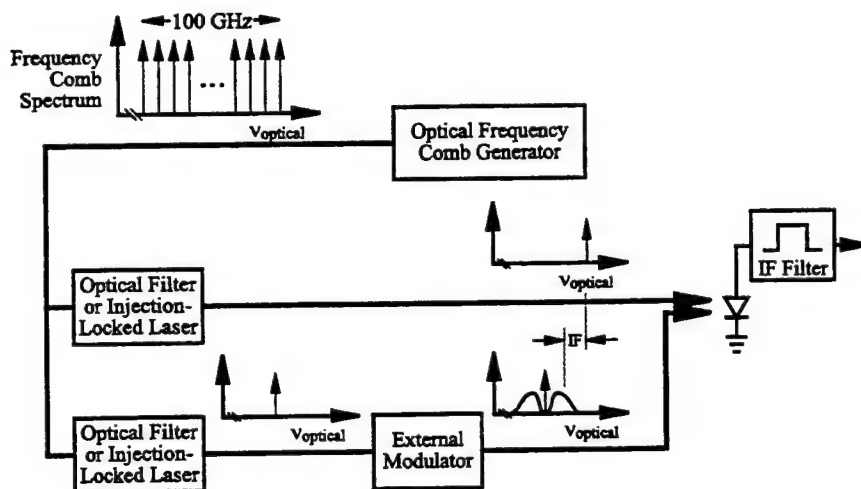 100 GHz
Frequency
Comb
Spectrum
...
νoptical
Optical Frequency
Comb Generator
νoptical
IF Filter
Optical Filter
or Injection-
Locked Laser
IF
νoptical
νoptical
Optical Filter
or Injection-
Locked Laser
External
Modulator